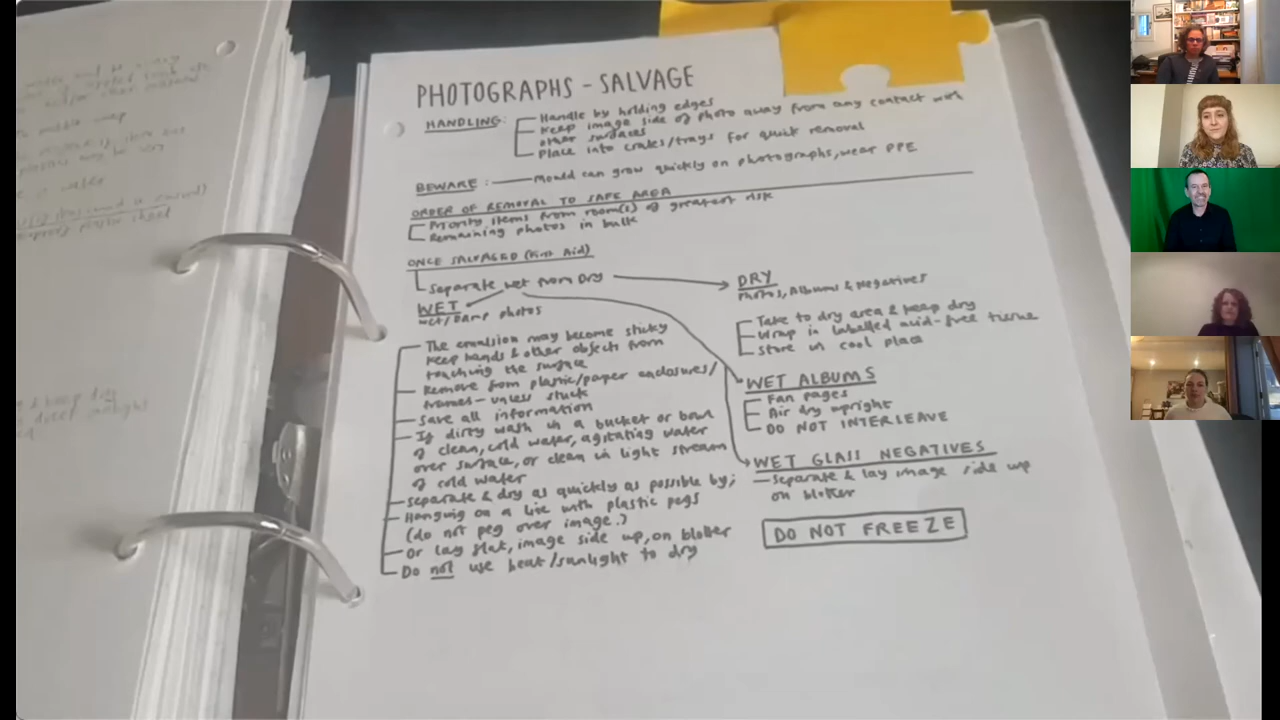 PHOTOGRAPHS - SALVAGE
HANDLING:
Handle by holding edges
Keep image side of photo away from any contact with
other surfaces
Place into crates/trays for quick removal
BEWARE: Mould can grow quickly on photographs, wear PPE
ORDER OF REMOVAL TO SAFE AREA
Priority items from room(s) of greatest risk
Remaining photos in bulk
ONCE SALVAGED (First Aid)
Separate wet from Dry
WET
Wet/Damp photos
The emulsion may become sticky
keep hands & other objects from
touching the surface
Remove from plastic/paper enclosures/
frames - unless stuck
Save all information
If dirty wash in a bucket or bowl
of clean, cold water, agitating water
over surface, or clean in light stream
of cold water
Separate & dry as quickly as possible by;
Hanging on a line with plastic pegs
(do not peg over image.)
Or lay flat, image side up, on blotter
Do not use heat/sunlight to dry
DRY
Photos, Albums & Negatives
Take to dry area & keep dry
Wrap in labelled acid-free tissue
Store in cool place
WET ALBUMS
Fan pages
Air dry upright
DO NOT INTERLEAVE
WET GLASS NEGATIVES
Separate & lay image side up
on blotter
DO NOT FREEZE